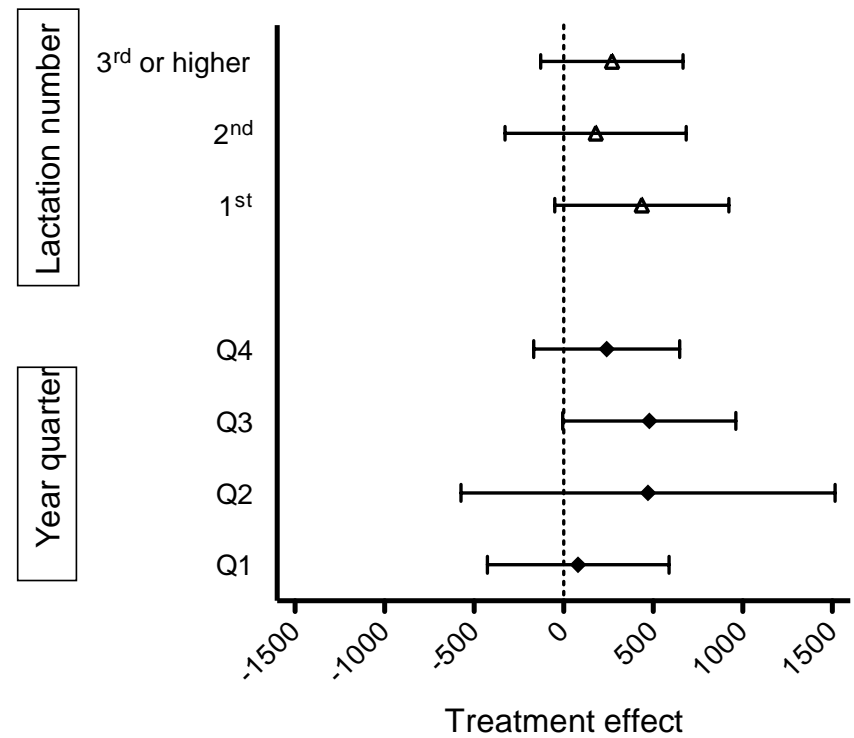 Lactation number
3rd or higher
2nd
1st
Year quarter
Q4
Q3
Q2
Q1
-1500 -1000 -500 0 500 1000 1500
Treatment effect